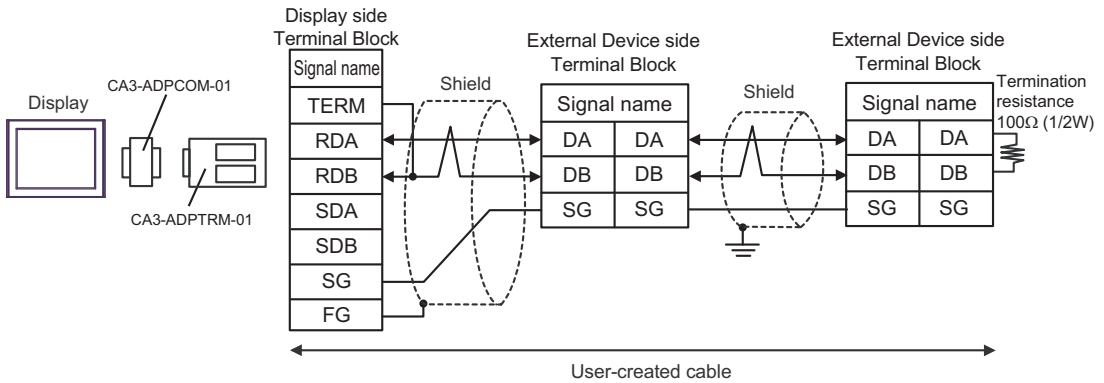 Display side
Terminal Block
External Device side
Terminal Block
External Device side
Terminal Block
Signal name
Shield
Shield
Termination
resistance
100Ω (1/2W)
CA3-ADPCOM-01
Display
TERM
Signal name
Signal name
RDA
DA DA
DA DA
RDB
DB DB
DB DB
SDA
SG SG
SG SG
CA3-ADPTRM-01
SDB
SG
FG
User-created cable